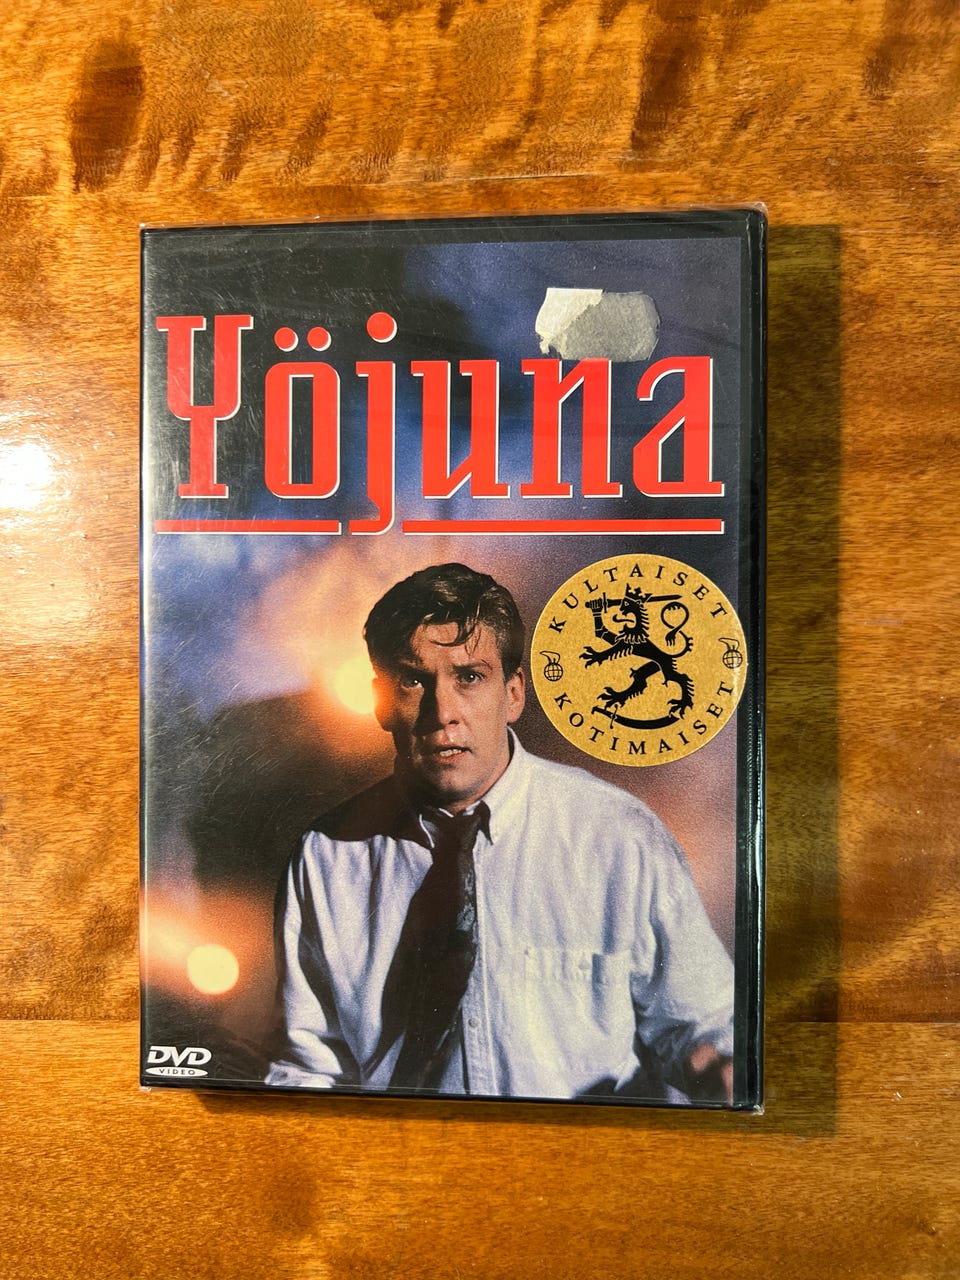 Yöjuna
KULTAISET
KOTIMAISET
DVD
VIDEO